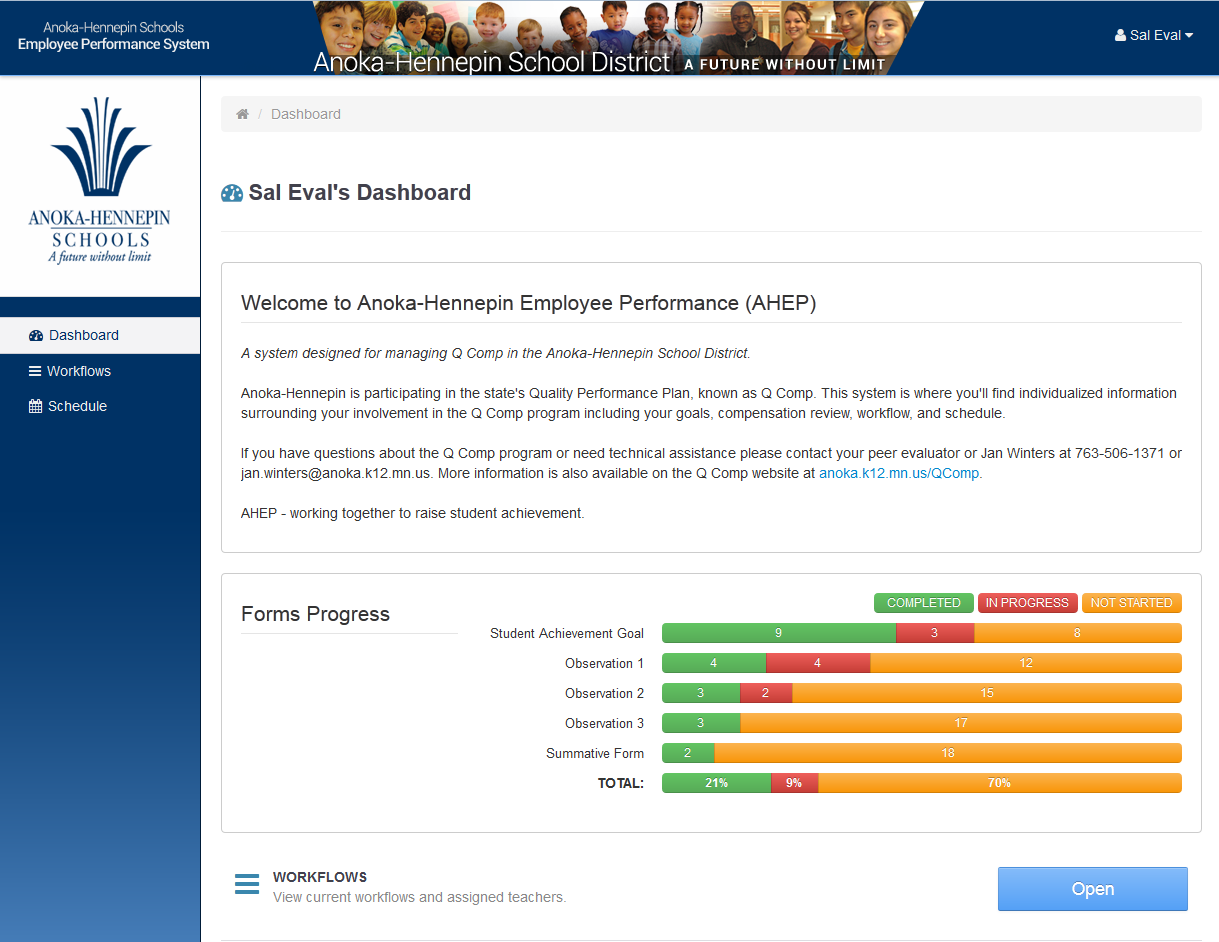 Anoka-Hennepin Schools
Employee Performance System
Anoka-Hennepin School District A FUTURE WITHOUT LIMIT
Sal Eval
ANOKA-HENNEPIN
SCHOOLS
A future without limit
Dashboard
Workflows
Schedule
/ Dashboard
Sal Eval's Dashboard
Welcome to Anoka-Hennepin Employee Performance (AHEP)
A system designed for managing Q Comp in the Anoka-Hennepin School District.
Anoka-Hennepin is participating in the state's Quality Performance Plan, known as Q Comp. This system is where you'll find individualized information
surrounding your involvement in the Q Comp program including your goals, compensation review, workflow, and schedule.
If you have questions about the Q Comp program or need technical assistance please contact your peer evaluator or Jan Winters at 763-506-1371 or
jan.winters@anoka.k12.mn.us. More information is also available on the Q Comp website at anoka.k12.mn.us/QComp.
AHEP - working together to raise student achievement.
Forms Progress
COMPLETED IN PROGRESS NOT STARTED
Student Achievement Goal 9 3 8
Observation 1 4 4 12
Observation 2 3 2 15
Observation 3 3 17
Summative Form 2 18
TOTAL: 21% 9% 70%
WORKFLOWS
View current workflows and assigned teachers.
Open